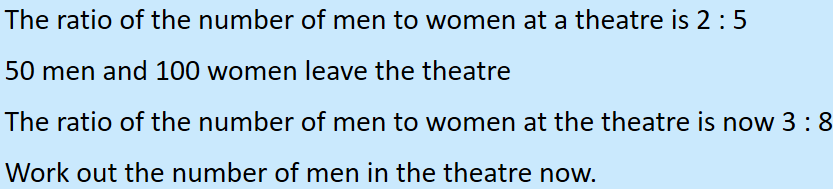 The ratio of the number of men to women at a theatre is 2 : 5
50 men and 100 women leave the theatre
The ratio of the number of men to women at the theatre is now 3 : 8
Work out the number of men in the theatre now.